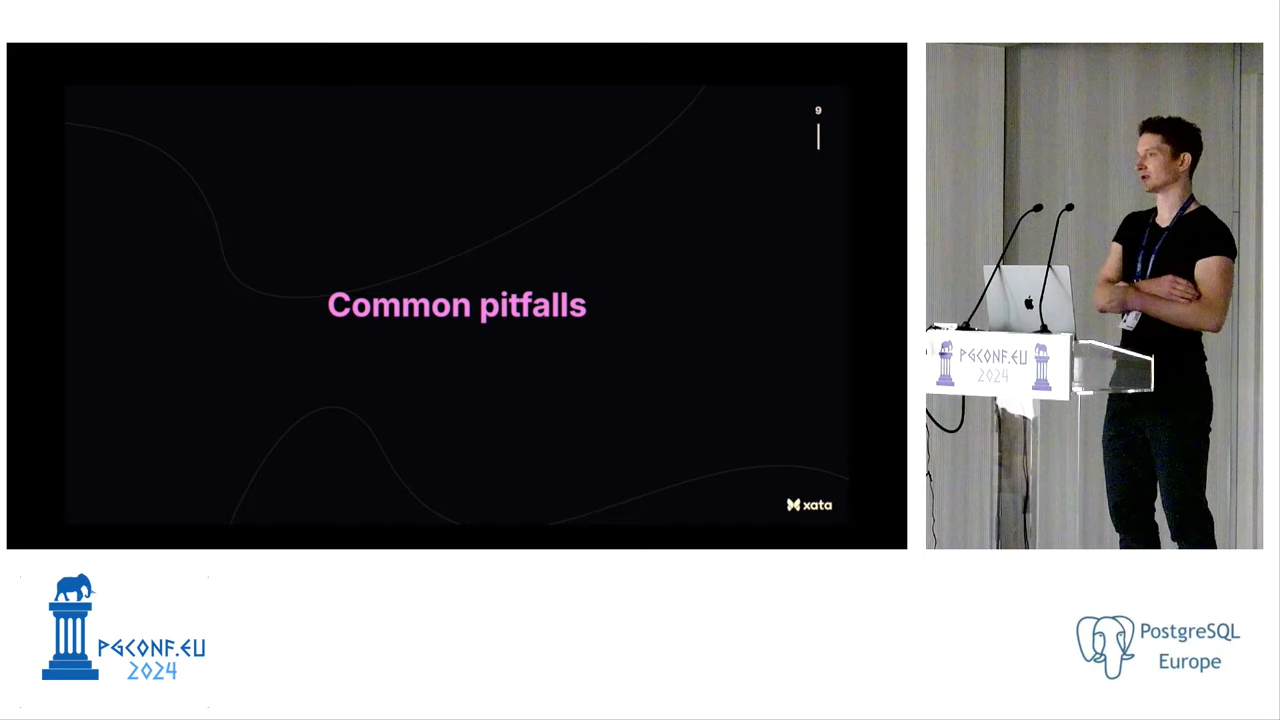 9
Common pitfalls
xata
PGCONF.EU
2024
PGCONF.EU
2024
PostgreSQL
Europe